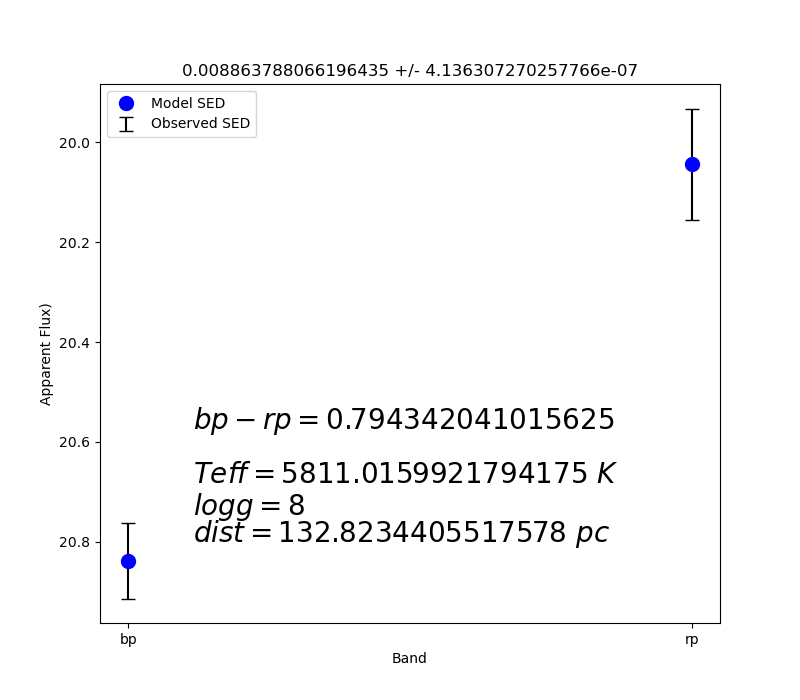 0.008863788066196435 +/- 4.136307270257766e-07
Model SED
Observed SED
20.0
20.2
20.4
20.6
20.8
Apparent Flux)
bp − rp = 0.794342041015625
Teff = 5811.0159921794175 K
logg = 8
dist = 132.8234405517578 pc
bp
rp
Band